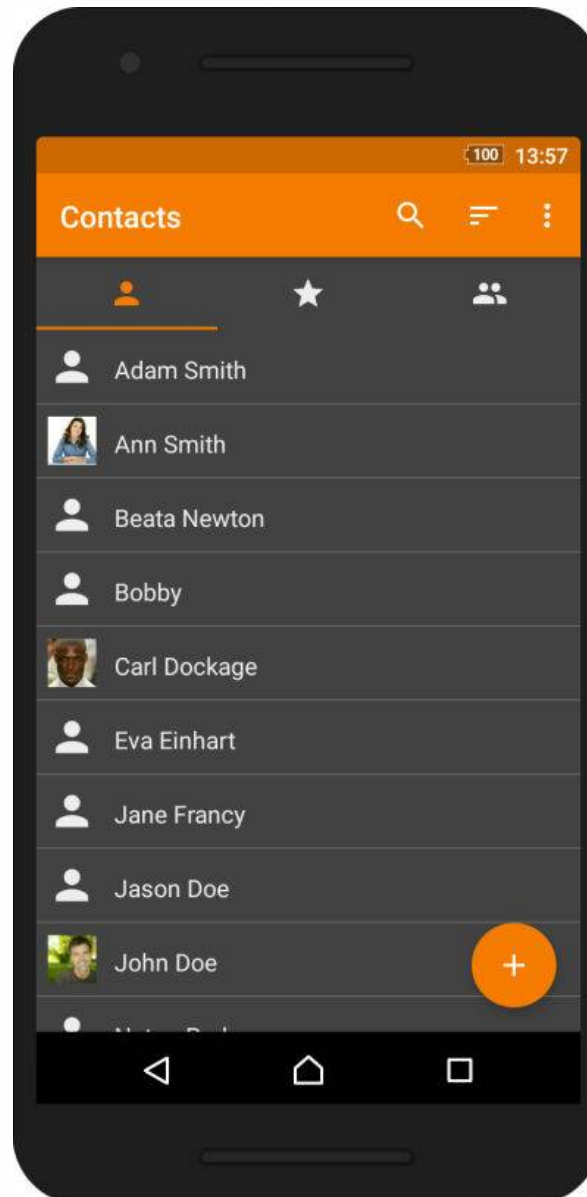 100 13:57
Contacts
Adam Smith
Ann Smith
Beata Newton
Bobby
Carl Dockage
Eva Einhart
Jane Francy
Jason Doe
John Doe